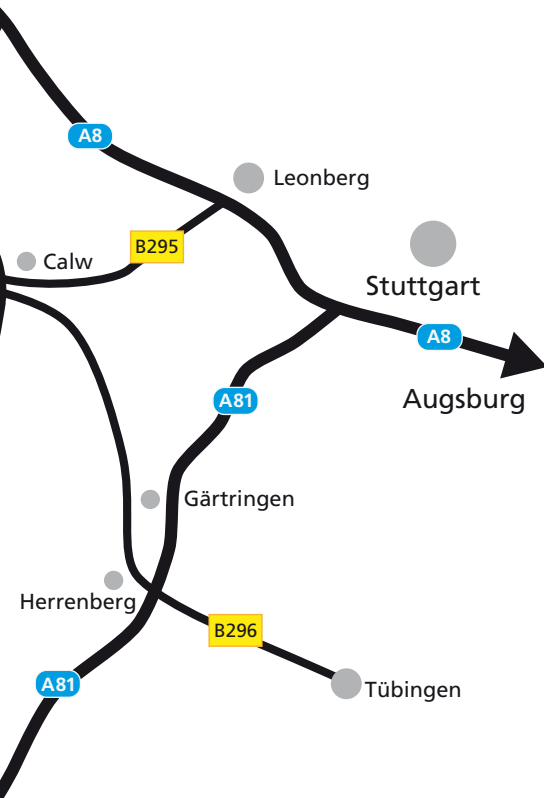 A8
Leonberg
B295
Calw
Stuttgart
A8
Augsburg
A81
Gärtringen
Herrenberg
B296
A81
Tübingen